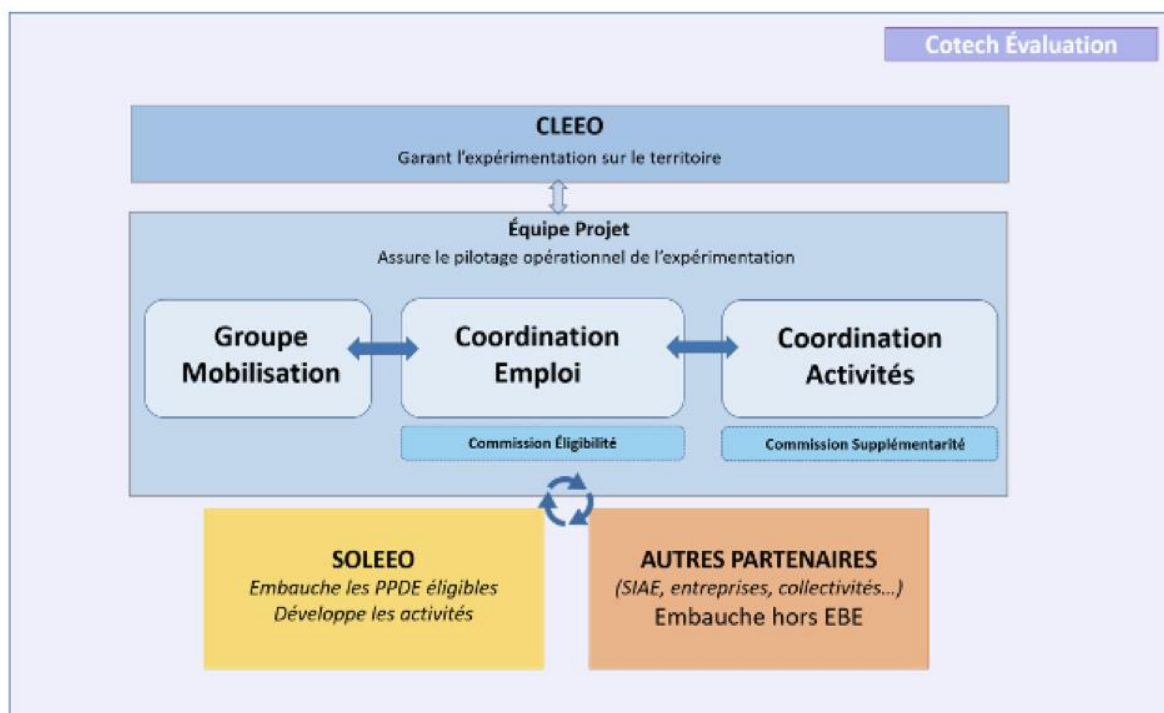 Cotech Évaluation
CLEEO
Garant l'expérimentation sur le territoire
Équipe Projet
Assure le pilotage opérationnel de l'expérimentation
Groupe
Mobilisation
Coordination
Emploi
Coordination
Activités
Commission Éligibilité
Commission Supplémentarité
SOLEEO
Embauche les PPDE éligibles
Développe les activités
AUTRES PARTENAIRES
(SIAE, entreprises, collectivités...)
Embauche hors EBE